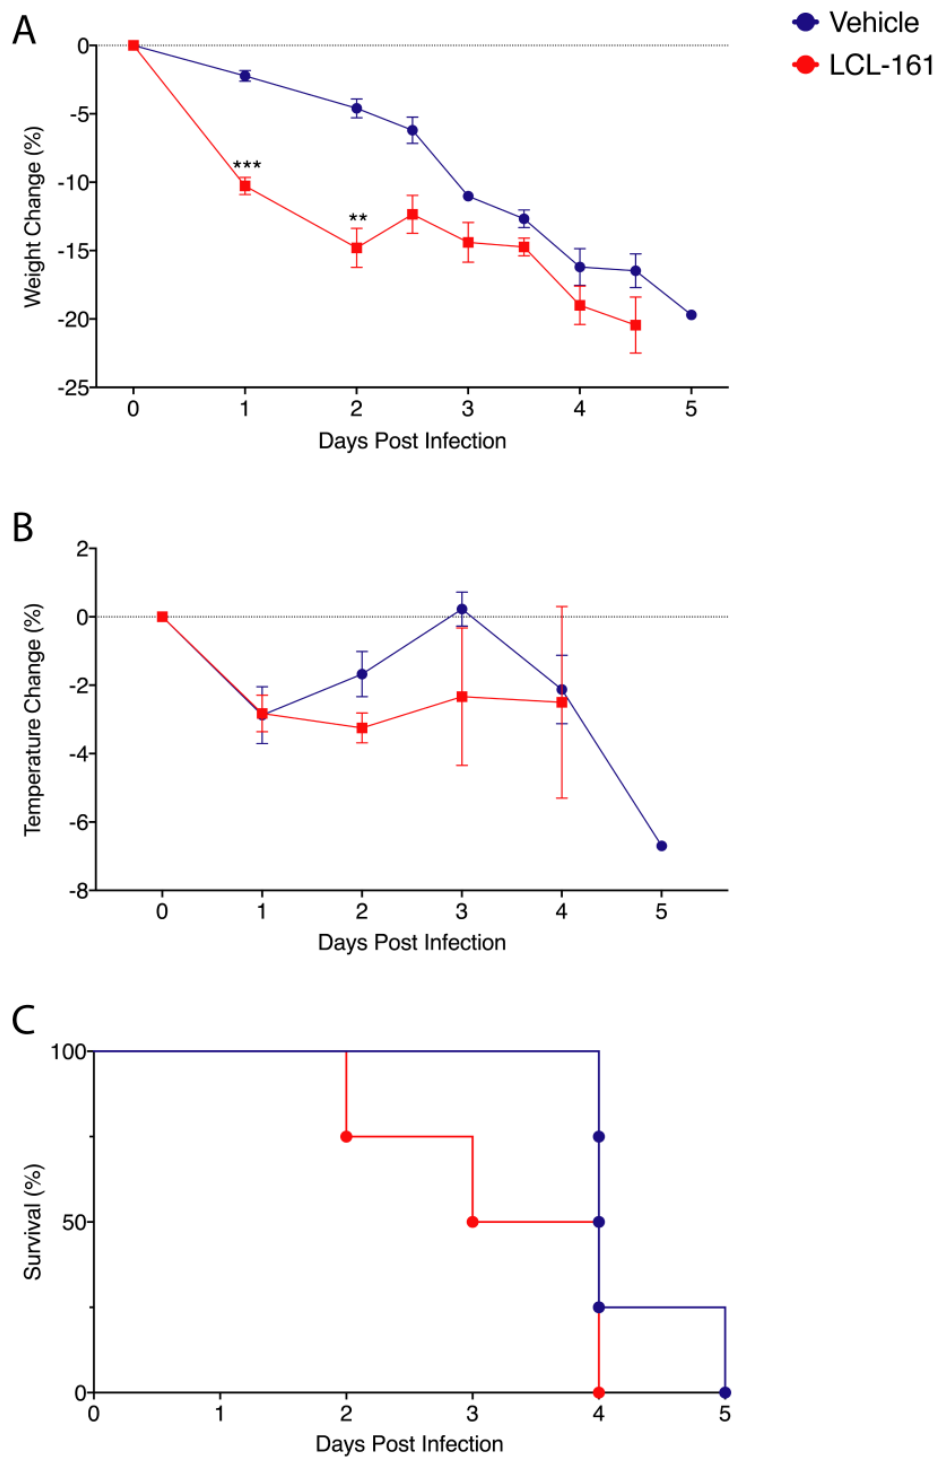 A
Vehicle
LCL-161
Weight Change (%)
0
-5
-10
-15
-20
-25
***
**
0 1 2 3 4 5
Days Post Infection
B
Temperature Change (%)
2
0
-2
-4
-6
-8
0 1 2 3 4 5
Days Post Infection
C
Survival (%)
100
50
0
0 1 2 3 4 5
Days Post Infection